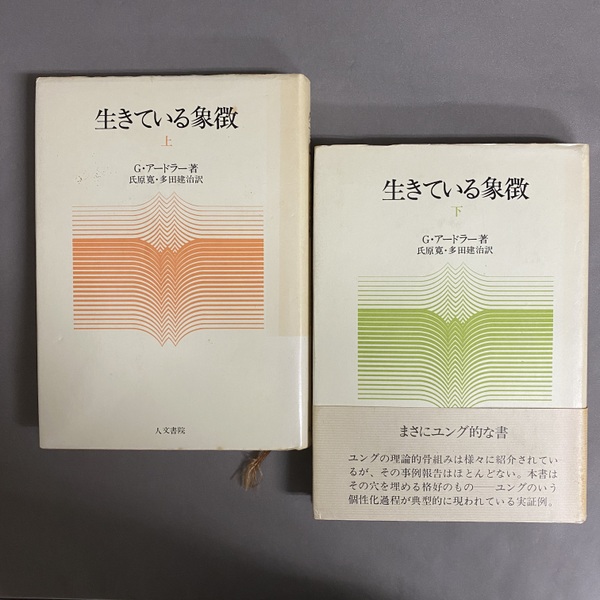 生きている象徴
上
G・アードラー著
氏原寛・多田建治訳
人文書院
生きている象徴
下
G・アードラー著
氏原寛・多田建治訳
まさにユング的な書
ユングの理論的骨組みは様々に紹介されてい
るが、その事例報告はほとんどない。本書は
その穴を埋める格好のもの——ユングのいう
個性化過程が典型的に現われている実証例。